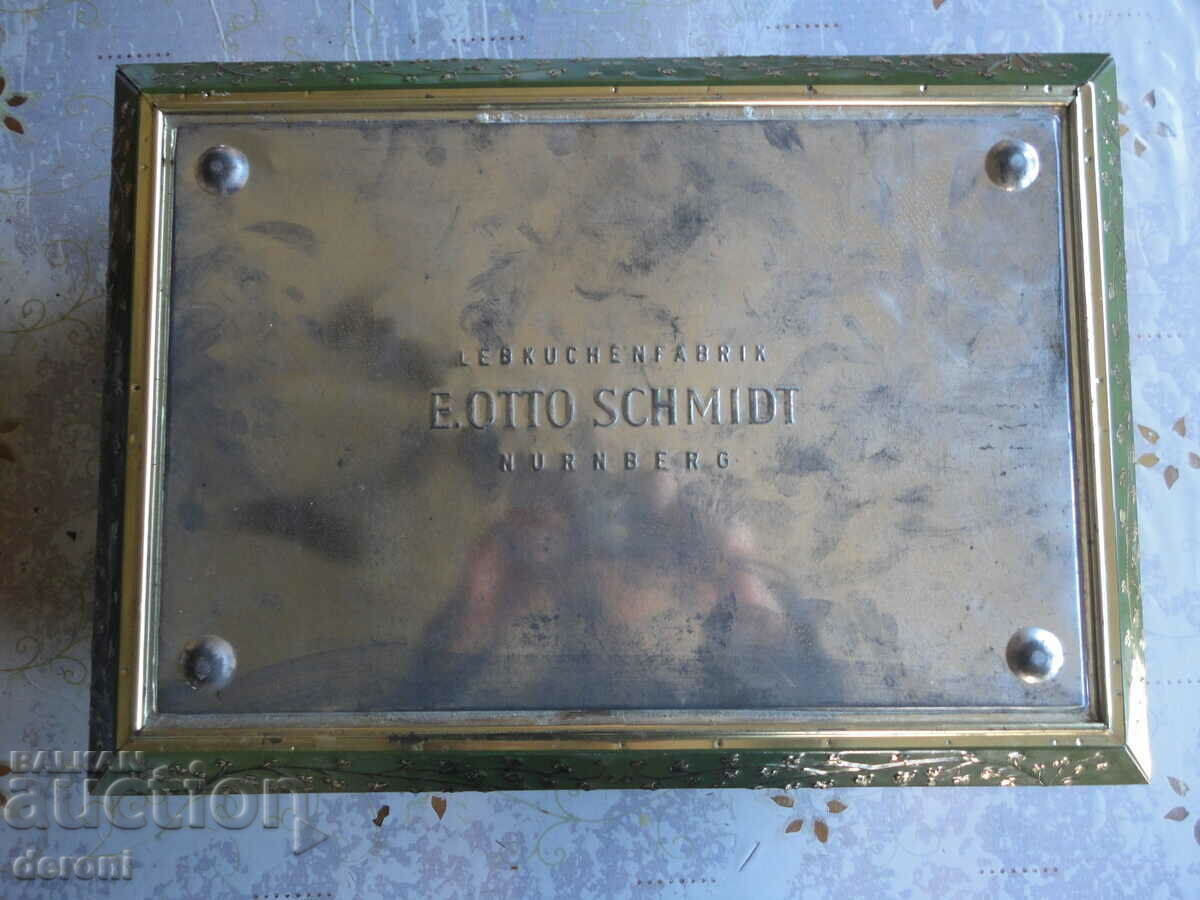 LEBKUCHENFABRIK
E. OTTO SCHMIDT
NURNBERG
BALKAN
auction
deroni